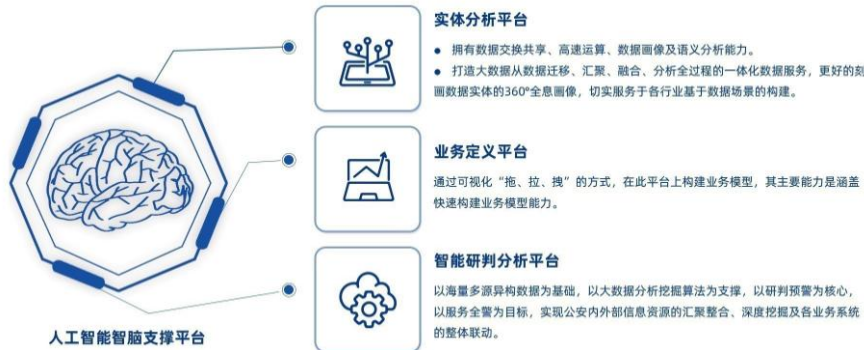 实体分析平台
● 拥有数据交换共享、高速运算、数据画像及语义分析能力。
● 打造大数据从数据迁移、汇聚、融合、分析全过程的一体化数据服务，更好的刻
画数据实体的360°全息画像，切实服务于各行业基于数据场景的构建。
业务定义平台
通过可视化“拖、拉、拽”的方式，在此平台上构建业务模型，其主要能力是涵盖
快速构建业务模型能力。
智能研判分析平台
以海量多源异构数据为基础，以大数据分析挖掘算法为支撑，以研判预警为核心，
以服务全警为目标，实现公安内外部信息资源的汇聚整合、深度挖掘及各业务系统
的整体联动。
人工智能智脑支撑平台